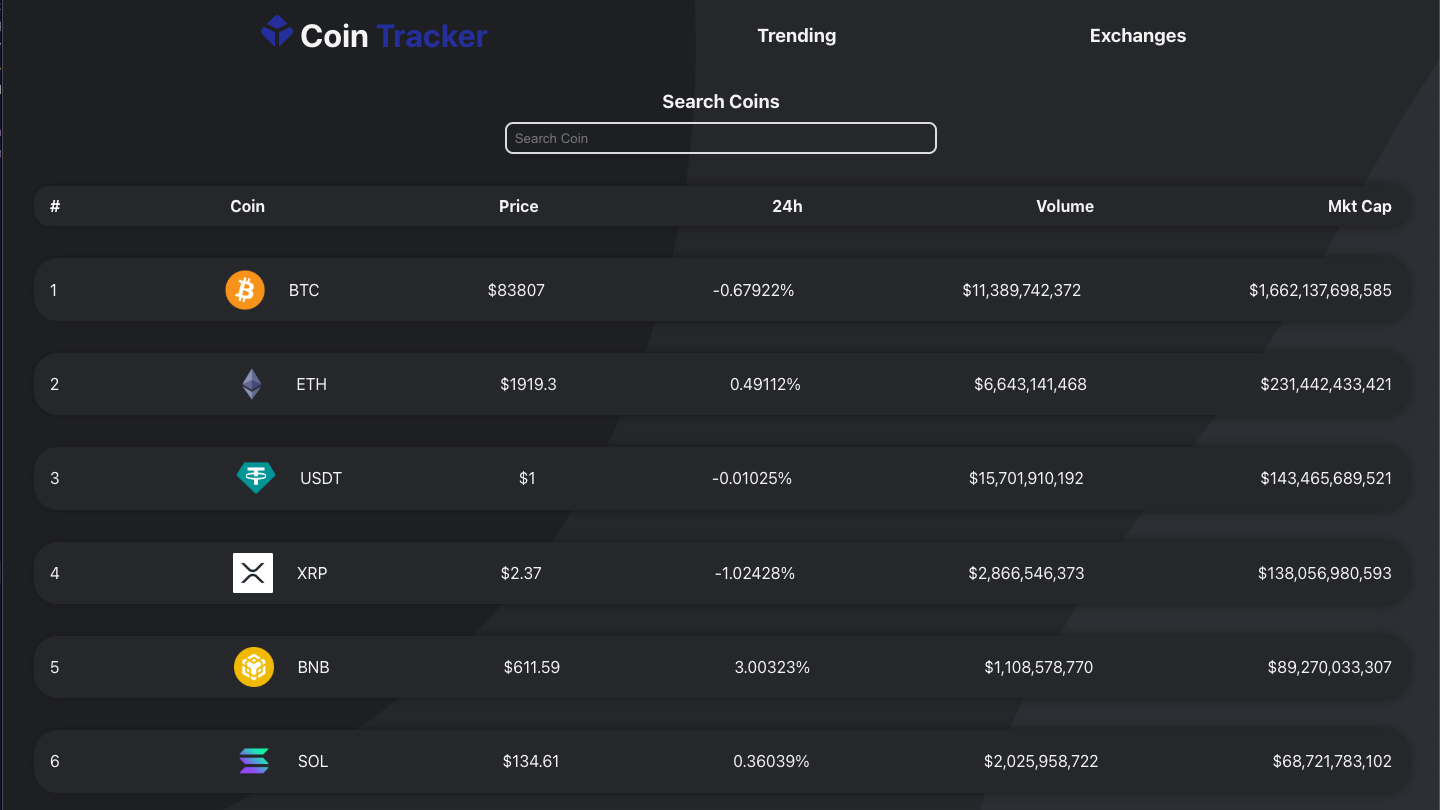 Coin Tracker Trending Exchanges
Search Coins
Search Coin
# Coin Price 24h Volume Mkt Cap
1 BTC $83807 -0.67922% $11,389,742,372 $1,662,137,698,585
2 ETH $1919.3 0.49112% $6,643,141,468 $231,442,433,421
3 USDT $1 -0.01025% $15,701,910,192 $143,465,689,521
4 XRP $2.37 -1.02428% $2,866,546,373 $138,056,980,593
5 BNB $611.59 3.00323% $1,108,578,770 $89,270,033,307
6 SOL $134.61 0.36039% $2,025,958,722 $68,721,783,102